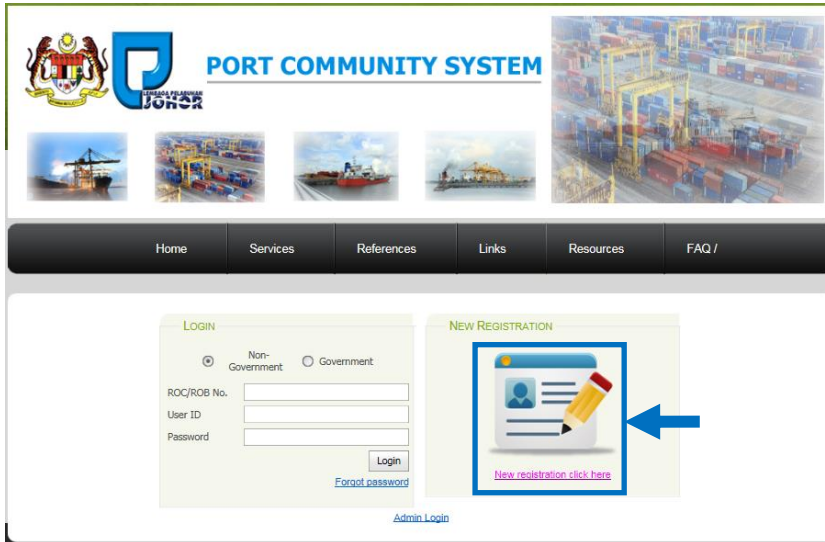 PORT COMMUNITY SYSTEM
LEMBAGA PELABUHAN
JOHOR
Home Services References Links Resources FAQ /
LOGIN
Non-Government
Government
ROC/ROB No.
User ID
Password
Login
Forgot password
NEW REGISTRATION
New registration click here
Admin Login